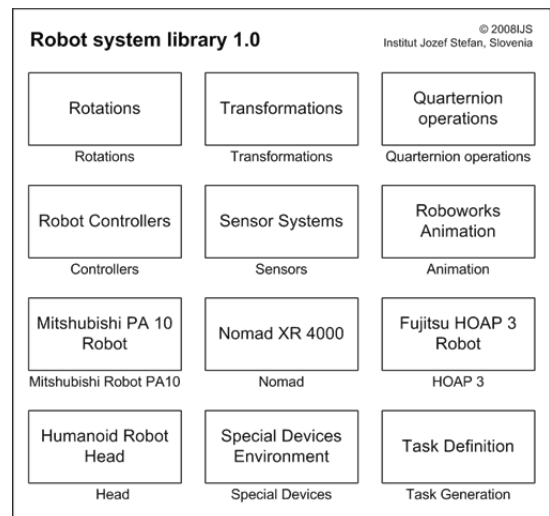 Robot system library 1.0
© 2008IJS
Institut Jozef Stefan, Slovenia
Rotations
Rotations
Transformations
Transformations
Quarternion
operations
Quarternion operations
Robot Controllers
Controllers
Sensor Systems
Sensors
Roboworks
Animation
Animation
Mitshubishi PA 10
Robot
Mitshubishi Robot PA10
Nomad XR 4000
Nomad
Fujitsu HOAP 3
Robot
HOAP 3
Humanoid Robot
Head
Head
Special Devices
Environment
Special Devices
Task Definition
Task Generation